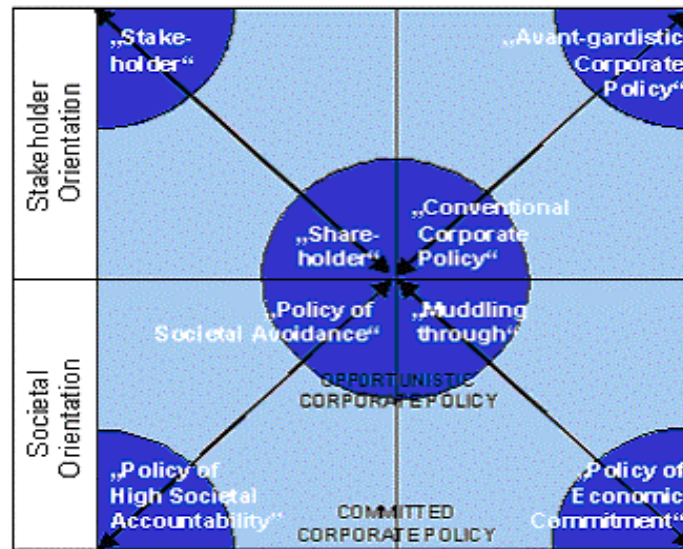 Stakeholder
Orientation
„Stake-
holder“
„Avant-gardistic
Corporate
Policy“
„Share-
holder“
„Conventional
Corporate
Policy“
Societal
Orientation
„Policy of
Societal Avoidance“
„Muddling
through“
OPPORTUNISTIC
CORPORATE POLICY
„Policy of
High Societal
Accountability“
„Policy of
Economic
Commitment“
COMMITTED
CORPORATE POLICY